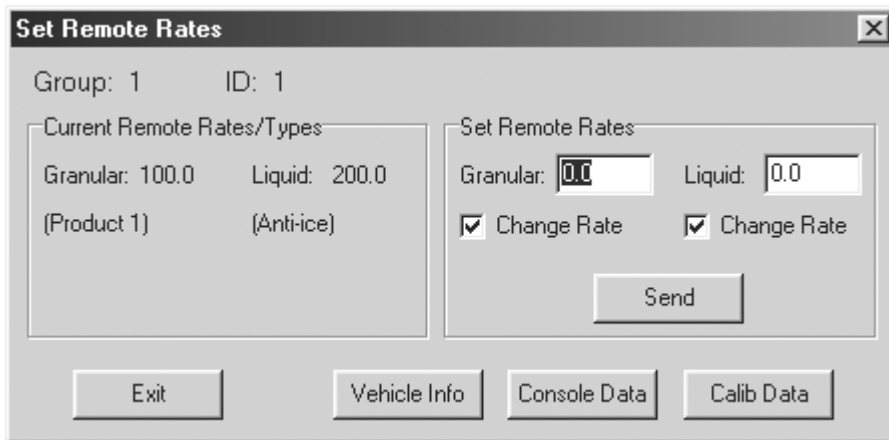 Set Remote Rates
Group: 1 ID: 1
Current Remote Rates/Types
Granular: 100.0 Liquid: 200.0
(Product 1) (Anti-ice)
Set Remote Rates
Granular: 0.0 Liquid: 0.0
Change Rate Change Rate
Send
Exit Vehicle Info Console Data Calib Data